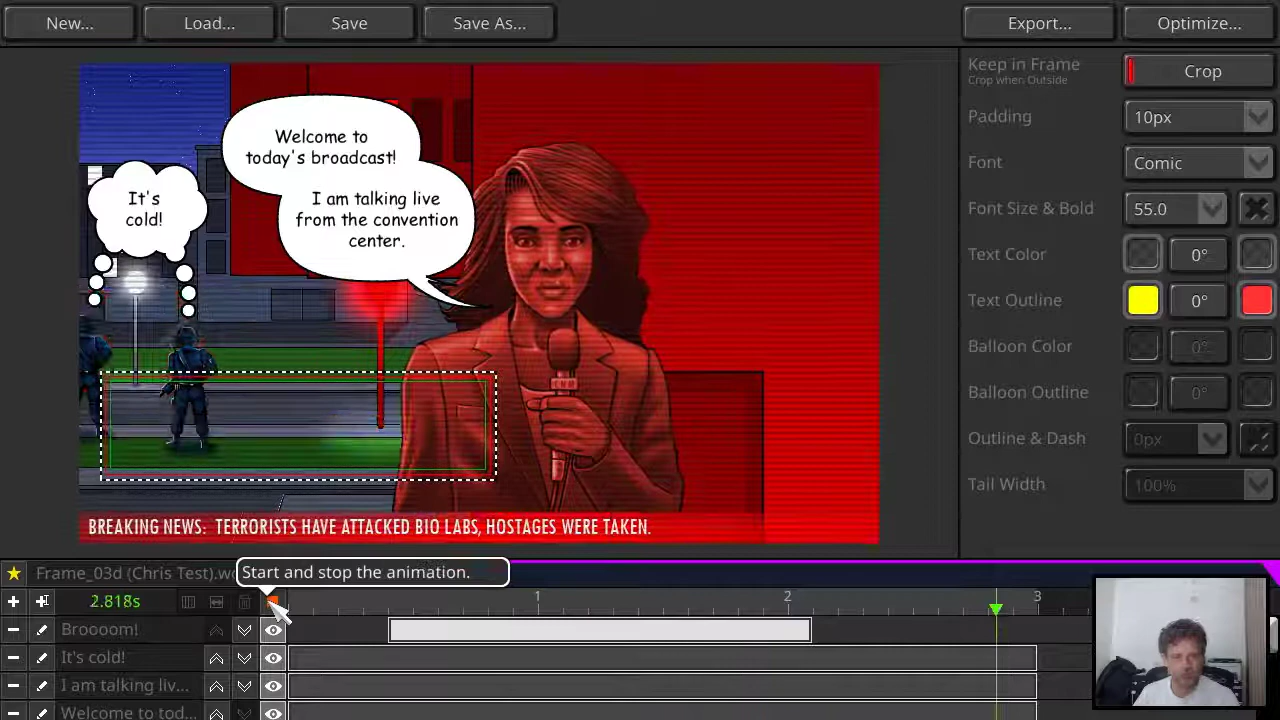 New...
Load...
Save
Save As...
Export...
Optimize...
Keep in Frame
Crop when Outside
Crop
Padding
10px
Font
Comic
Font Size & Bold
55.0
Text Color
0°
Text Outline
0°
Balloon Color
0°
Balloon Outline
0°
Outline & Dash
0px
Tail Width
100%
Welcome to
today's broadcast!
I am talking live
from the convention
center.
It's
cold!
BREAKING NEWS: TERRORISTS HAVE ATTACKED BIO LABS, HOSTAGES WERE TAKEN.
Start and stop the animation.
Frame_03d (Chris Test).wc
2.818s
1
2
3
Broooom!
It's cold!
I am talking liv...
Welcome to tod...